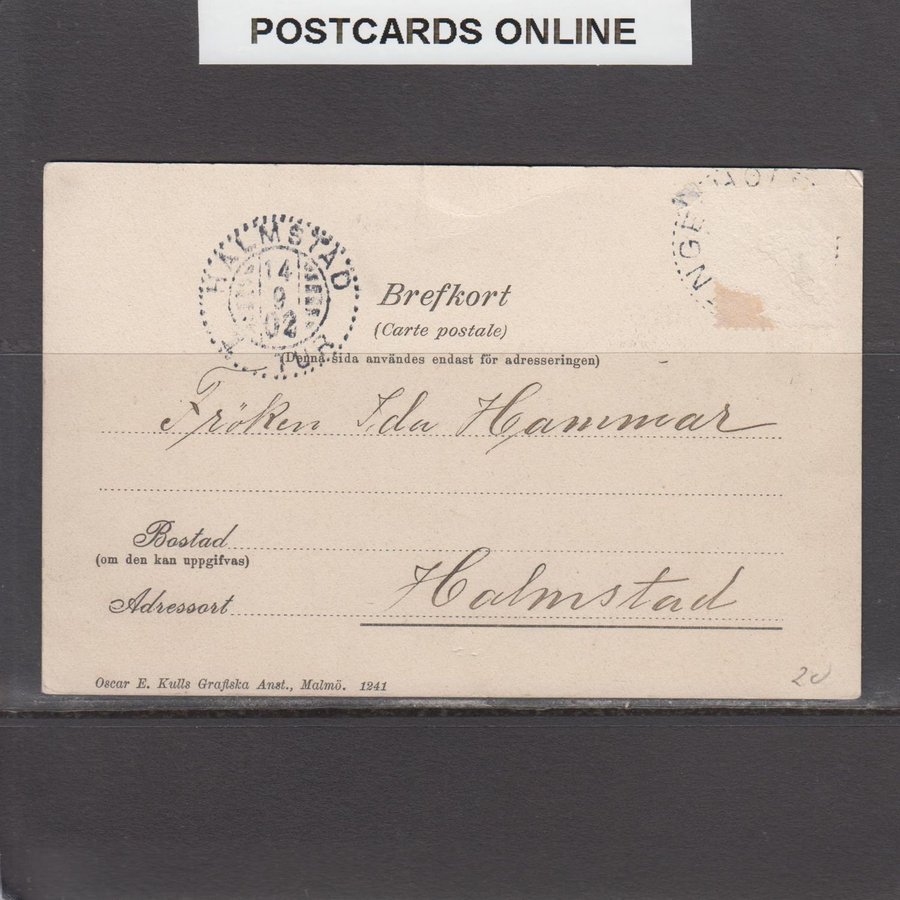 POSTCARDS ONLINE
HALMSTAD
14
9
02
TUR
Brefkort
(Carte postale)
(Denna sida användes endast för adresseringen)
Fröken Ida Hammar
Bostad
(om den kan uppgifvas)
Adressort Halmstad
Oscar E. Kulls Grafiska Anst., Malmö. 1241
20